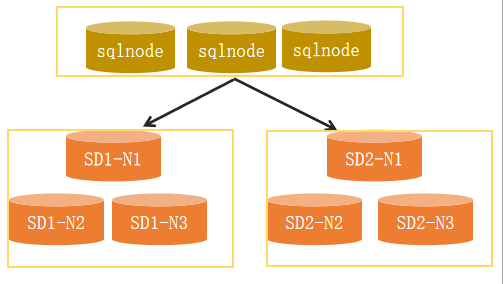 sqlnode sqlnode sqlnode
SD1-N1
SD1-N2 SD1-N3
SD2-N1
SD2-N2 SD2-N3